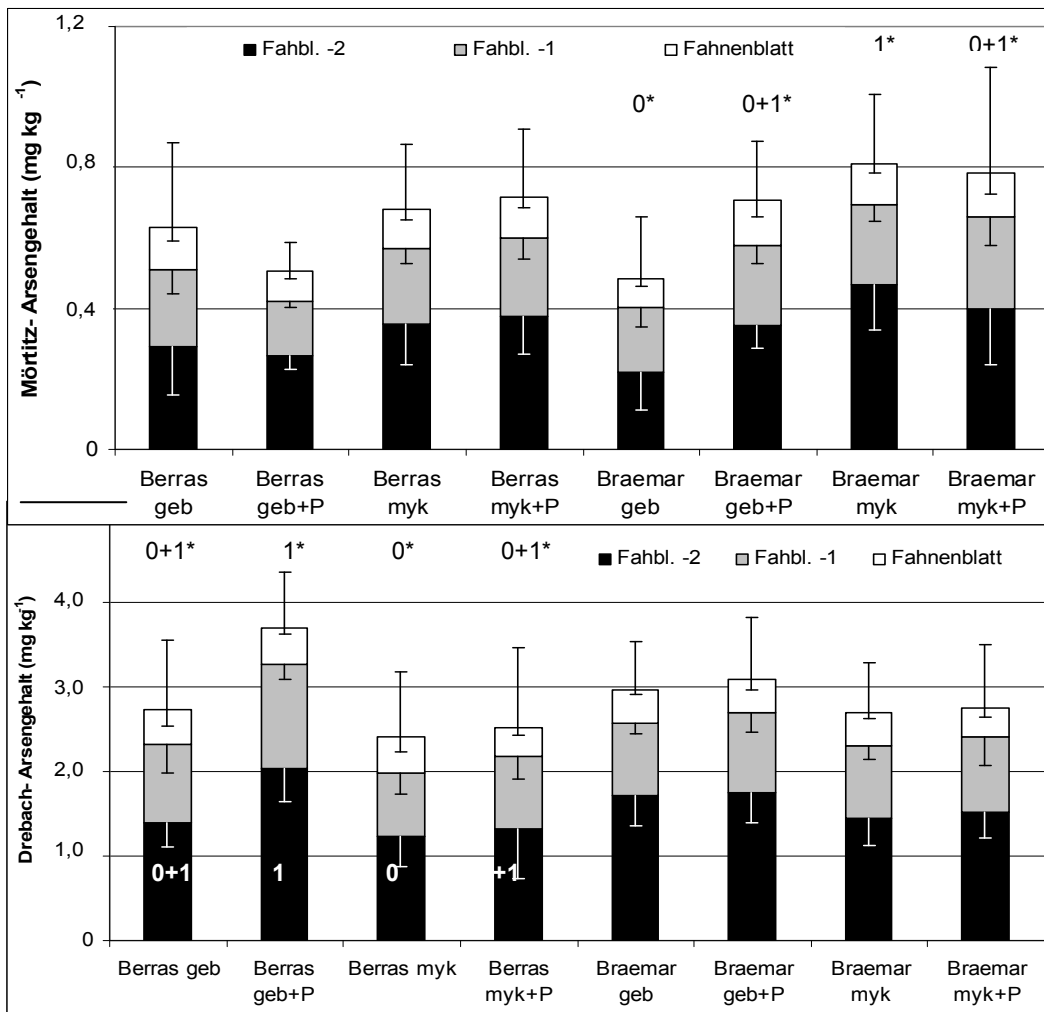 1,2
Fahbl. -2 Fahbl. -1 Fahnenblatt
1* 0+1*
0* 0+1*
0,8
0,4
0
Mörtitz- Arsengehalt (mg kg -1)
Berras geb Berras geb+P Berras myk Berras myk+P Braemar geb Braemar geb+P Braemar myk Braemar myk+P
0+1* 1* 0* 0+1*
Fahbl. -2 Fahbl. -1 Fahnenblatt
4,0
3,0
2,0
1,0
0
0+1 1 0 +1
Drebach- Arsengehalt (mg kg-1)
Berras geb Berras geb+P Berras myk Berras myk+P Braemar geb Braemar geb+P Braemar myk Braemar myk+P